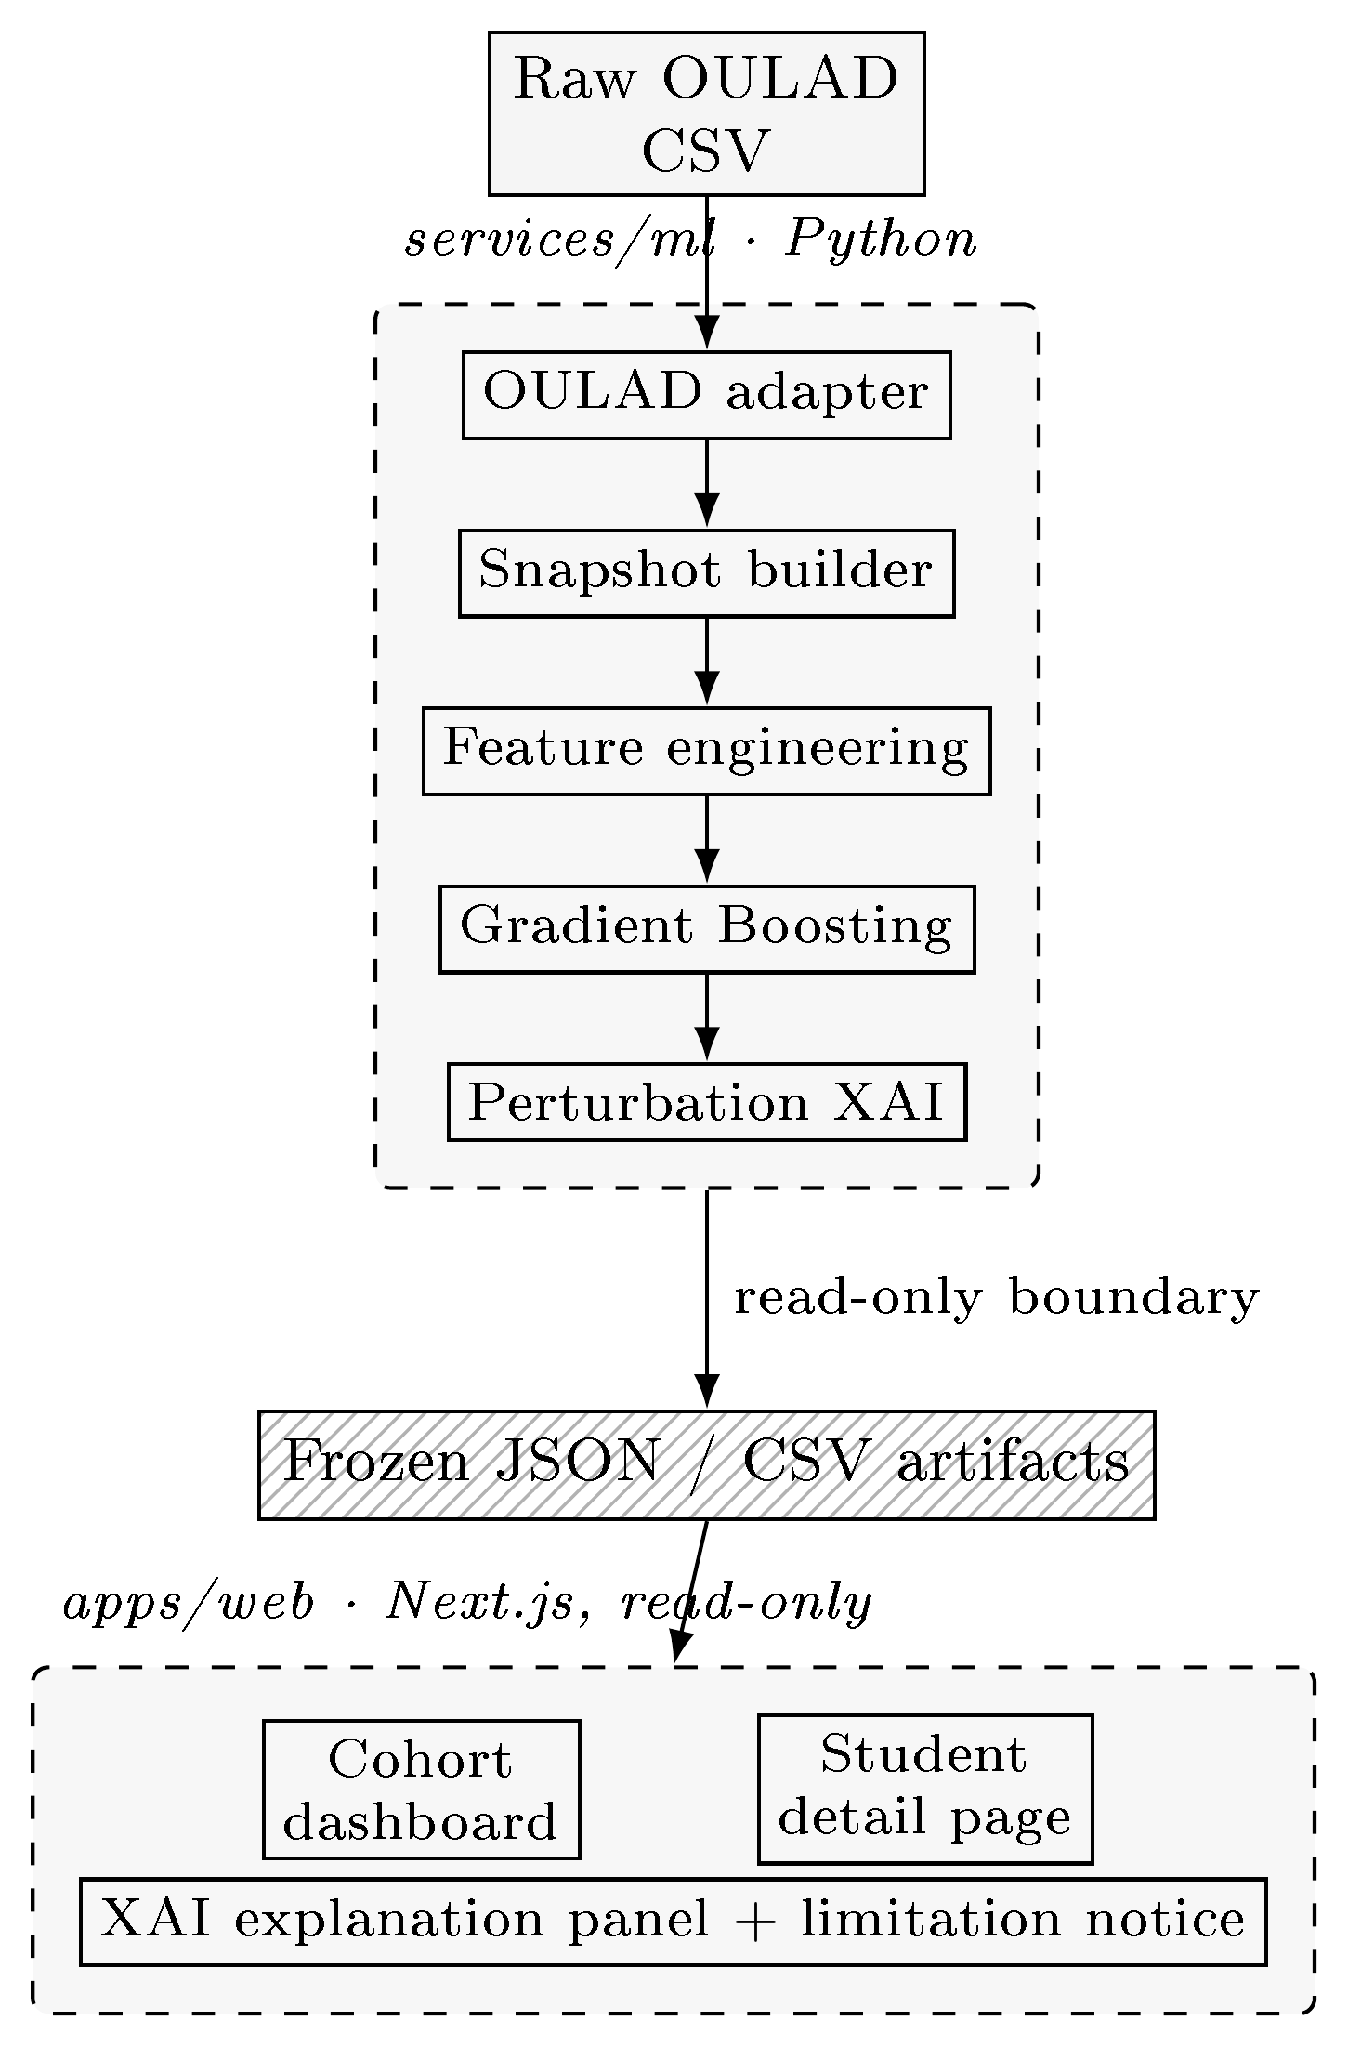 Raw OULAD
CSV
services/ml · Python
OULAD adapter
Snapshot builder
Feature engineering
Gradient Boosting
Perturbation XAI
read-only boundary
Frozen JSON / CSV artifacts
apps/web · Next.js, read-only
Cohort
dashboard
Student
detail page
XAI explanation panel + limitation notice